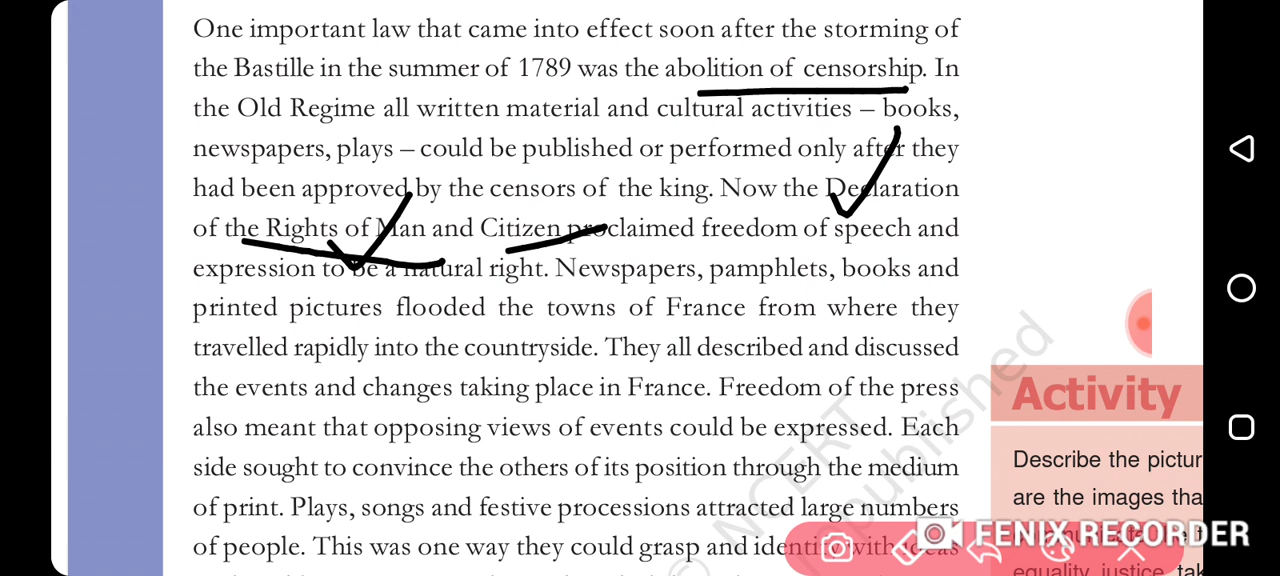 One important law that came into effect soon after the storming of
the Bastille in the summer of 1789 was the abolition of censorship. In
the Old Regime all written material and cultural activities – books,
newspapers, plays – could be published or performed only after they
had been approved by the censors of the king. Now the Declaration
of the Rights of Man and Citizen proclaimed freedom of speech and
expression to be a natural right. Newspapers, pamphlets, books and
printed pictures flooded the towns of France from where they
travelled rapidly into the countryside. They all described and discussed
the events and changes taking place in France. Freedom of the press
also meant that opposing views of events could be expressed. Each
side sought to convince the others of its position through the medium
of print. Plays, songs and festive processions attracted large numbers
of people. This was one way they could grasp and identify with ideas
Activity
Describe the pictur
are the images tha
equality justice tak
© NCERT
published
FENIX RECORDER